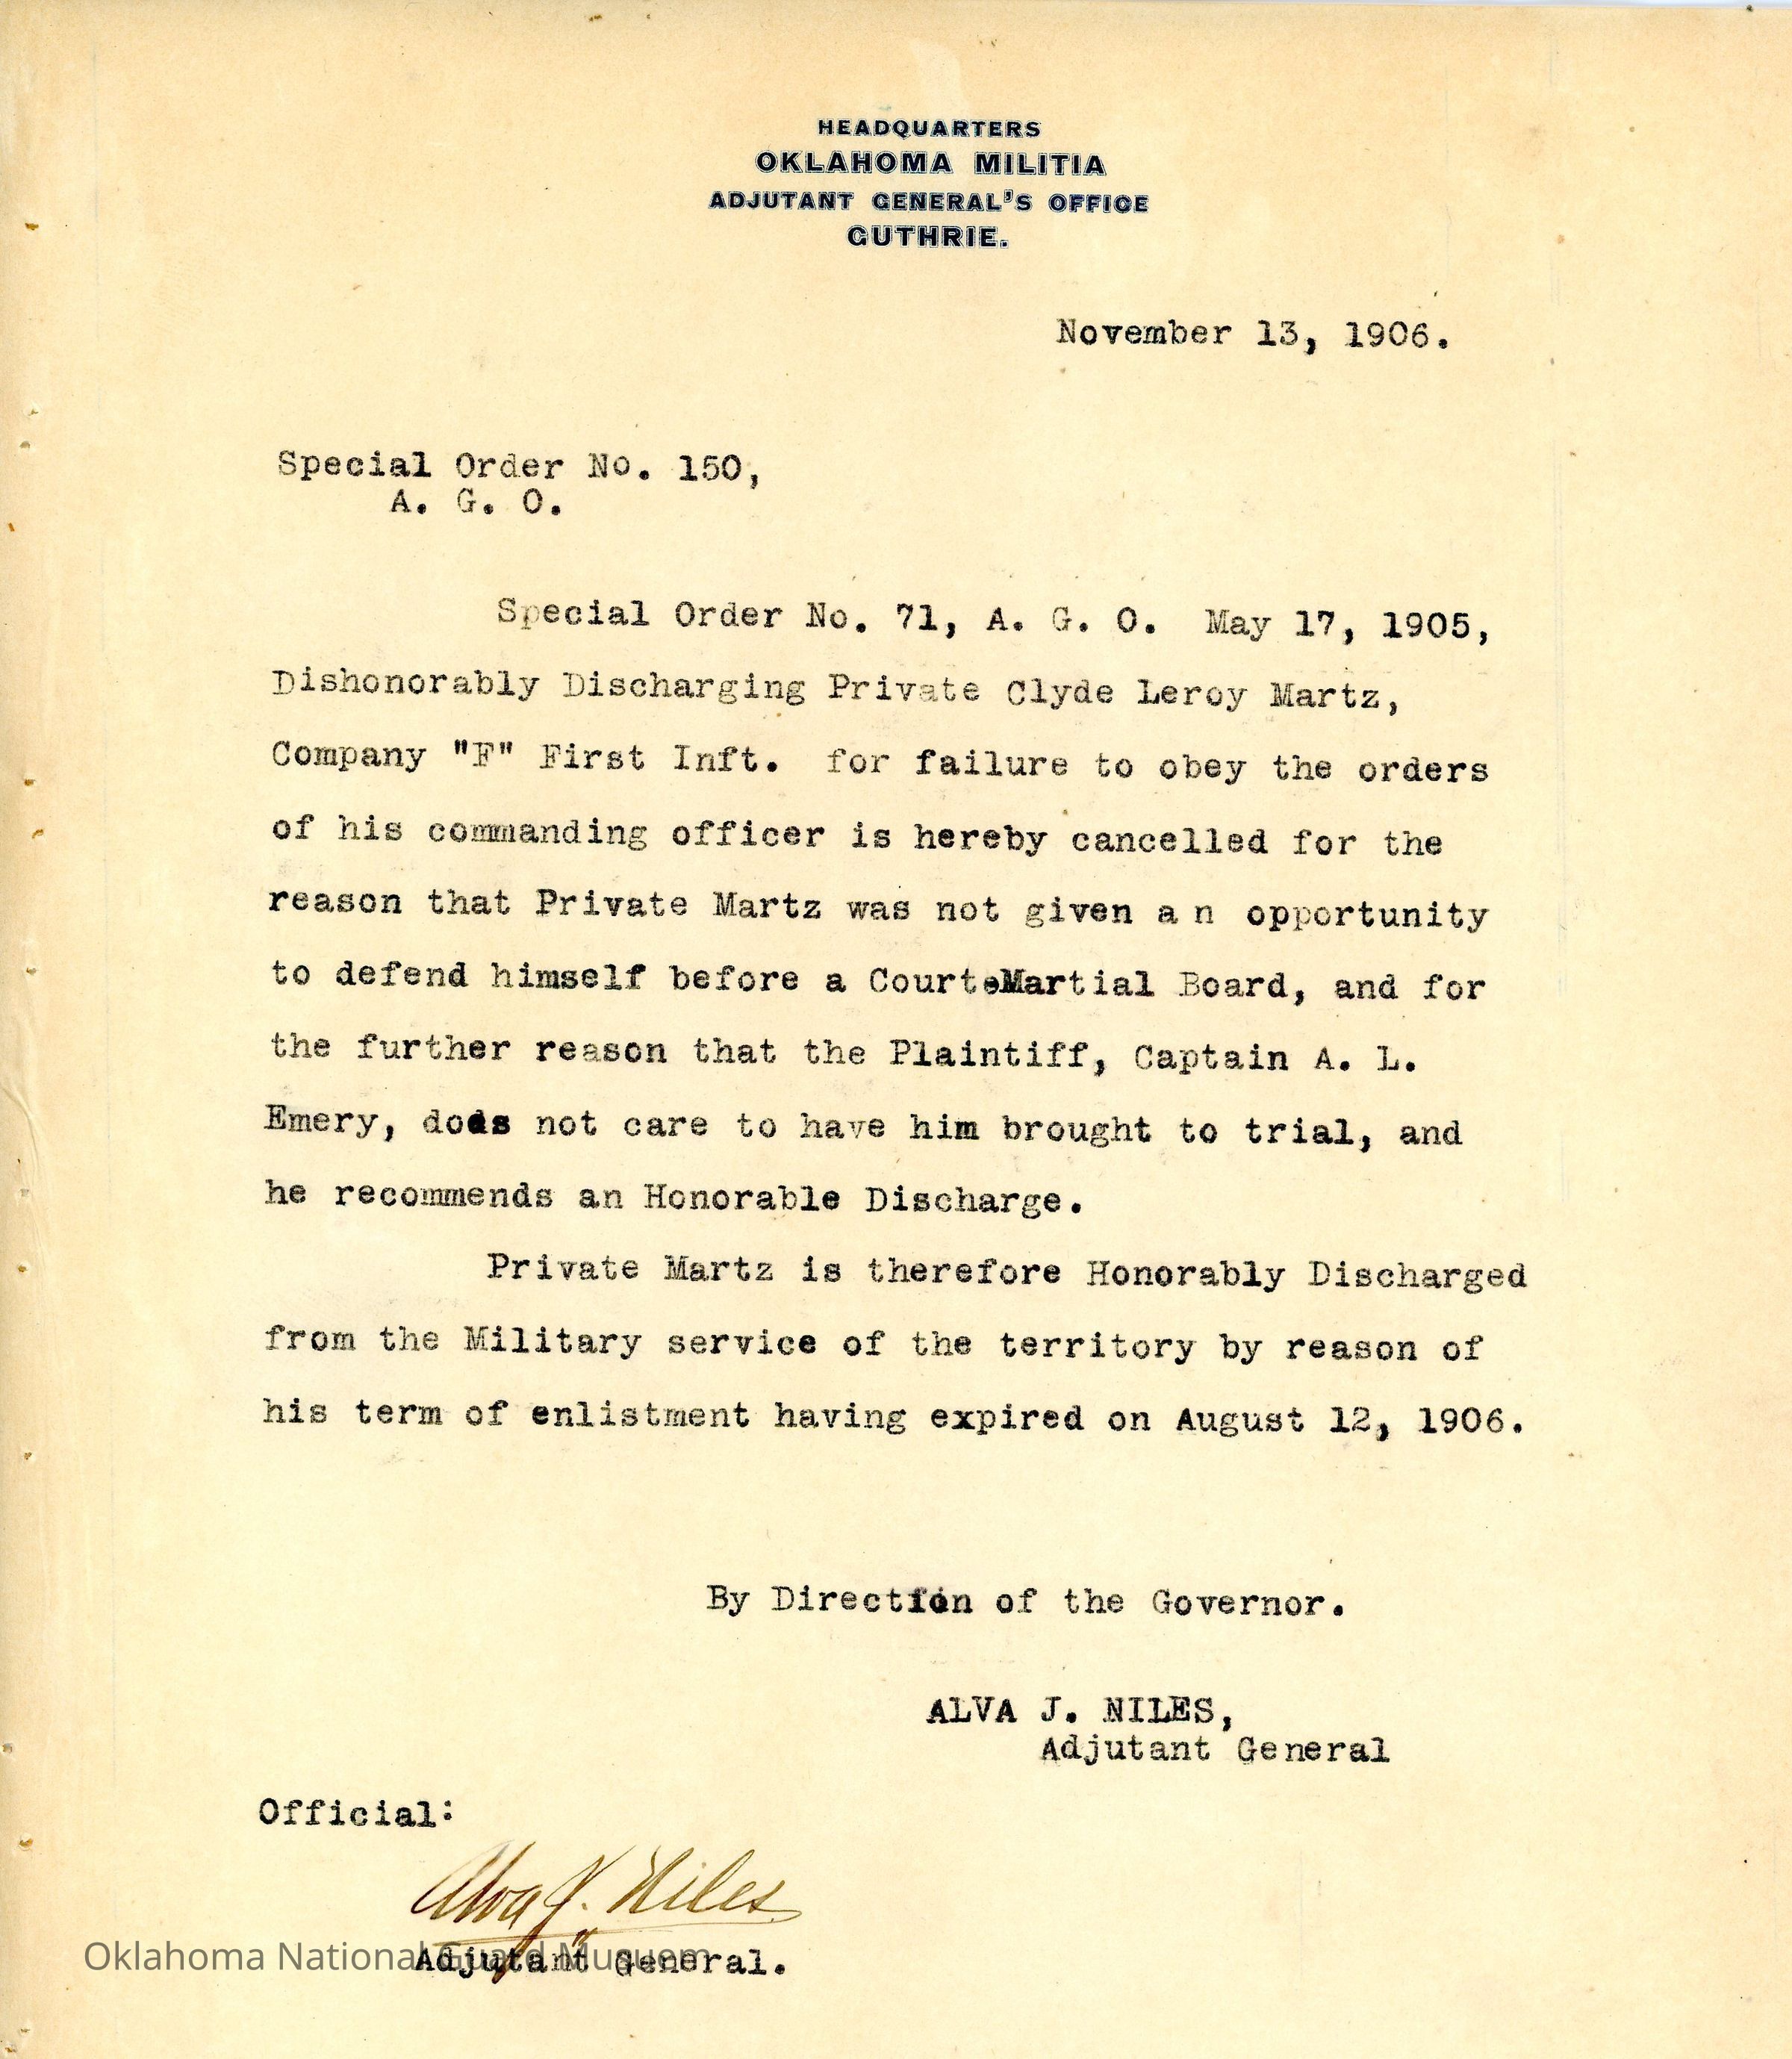 HEADQUARTERS
OKLAHOMA MILITIA
ADJUTANT GENERAL'S OFFICE
GUTHRIE.
November 13, 1906.
Special Order No. 150,
A. G. O.
Special Order No. 71, A. G. O. May 17, 1905,
Dishonorably Discharging Private Clyde Leroy Martz,
Company "F" First Inft. for failure to obey the orders
of his commanding officer is hereby cancelled for the
reason that Private Martz was not given a n opportunity
to defend himself before a Court-Martial Board, and for
the further reason that the Plaintiff, Captain A. L.
Emery, does not care to have him brought to trial, and
he recommends an Honorable Discharge.
Private Martz is therefore Honorably Discharged
from the Military service of the territory by reason of
his term of enlistment having expired on August 12, 1906.
By Direction of the Governor.
ALVA J. NILES,
Adjutant General
Official:
Alva J. Niles
Adjutant General.
Oklahoma National Guard Musuem